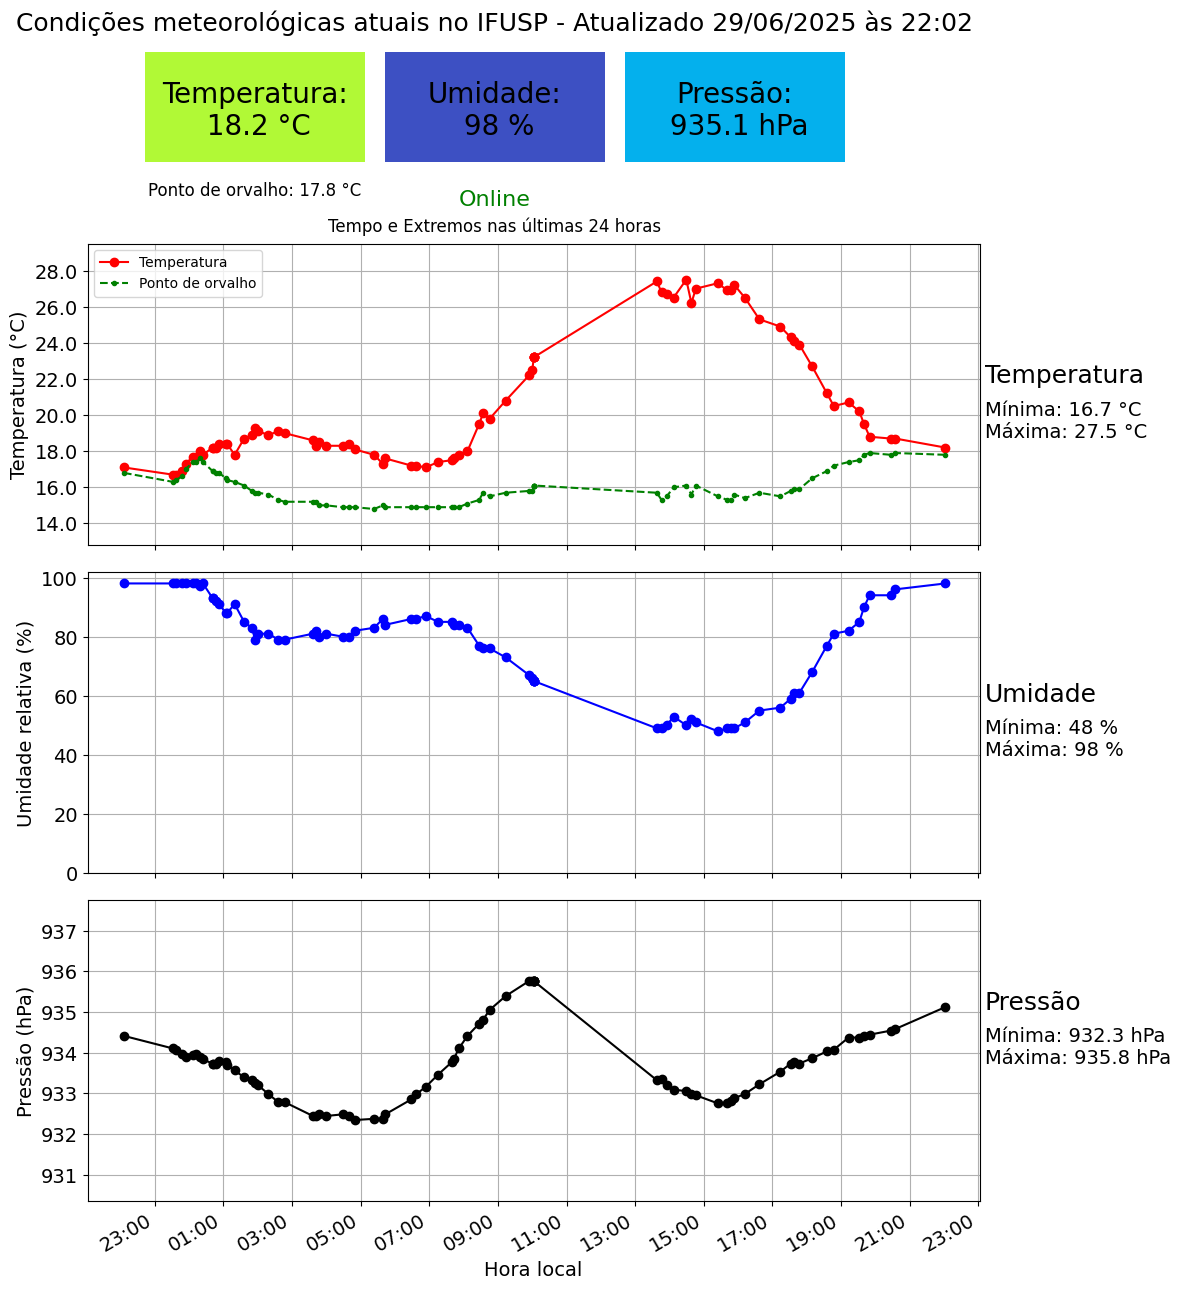 Condições meteorológicas atuais no IFUSP - Atualizado 29/06/2025 às 22:02
Temperatura:
18.2 °C
Umidade:
98 %
Pressão:
935.1 hPa
Ponto de orvalho: 17.8 °C
Online
Tempo e Extremos nas últimas 24 horas
Temperatura
Ponto de orvalho
Temperatura (°C)
28.0
26.0
24.0
22.0
20.0
18.0
16.0
14.0
Temperatura
Mínima: 16.7 °C
Máxima: 27.5 °C
Umidade relativa (%)
100
80
60
40
20
0
Umidade
Mínima: 48 %
Máxima: 98 %
Pressão (hPa)
937
936
935
934
933
932
931
Pressão
Mínima: 932.3 hPa
Máxima: 935.8 hPa
23:00
01:00
03:00
05:00
07:00
09:00
11:00
13:00
15:00
17:00
19:00
21:00
23:00
Hora local